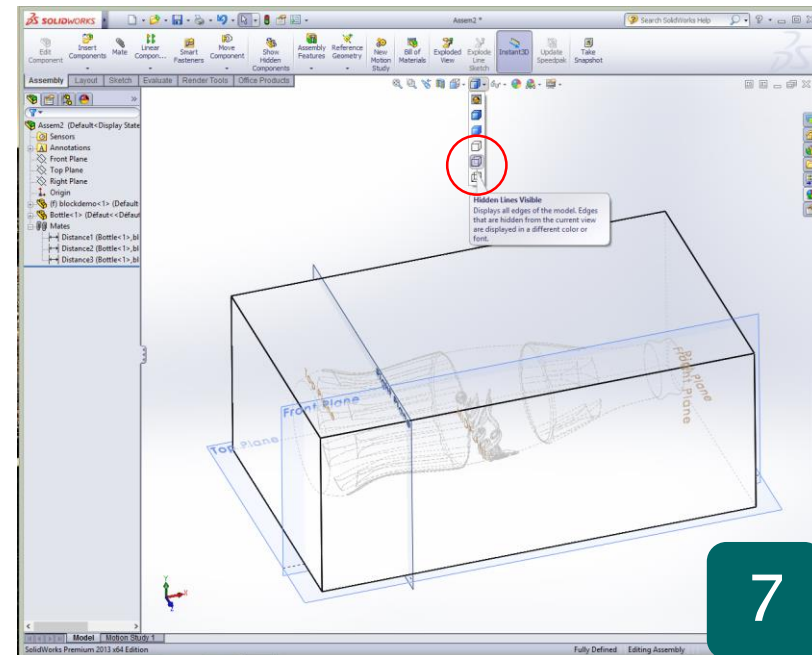 SOLIDWORKS
Assem2 *
Search SolidWorks Help
Edit Component
Insert Components
Mate
Linear Compon...
Smart Fasteners
Move Component
Show Hidden Components
Assembly Features
Reference Geometry
New Motion Study
Bill of Materials
Exploded View
Explode Line Sketch
Instant3D
Update Speedpak
Take Snapshot
Assembly Layout Sketch Evaluate Render Tools Office Products
Assem2 (Default<Display State
Sensors
Annotations
Front Plane
Top Plane
Right Plane
Origin
(f) blockdemo<1> (Default
Bottle<1> (Défaut<<Défaut
Mates
Distance1 (Bottle<1>,bl
Distance2 (Bottle<1>,bl
Distance3 (Bottle<1>,bl
Hidden Lines Visible
Displays all edges of the model. Edges
that are hidden from the current view
are displayed in a different color or
font.
Front Plane
Top Plane
Front Plane
Right Plane
7
Model Motion Study 1
SolidWorks Premium 2013 x64 Edition
Fully Defined Editing Assembly